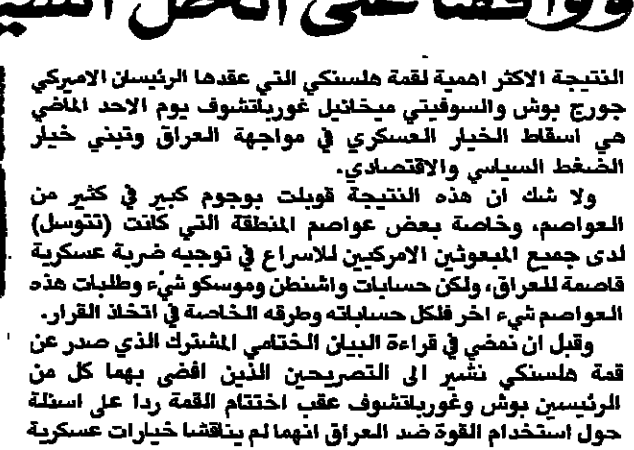 ووافقنا على الحل السي
النتيجة الاكثر اهمية لقمة هلسنكي التي عقدها الرئيسان الاميركي
جورج بوش والسوفيتي ميخائيل غورباتشوف يوم الاحد الماضي
هي اسقاط الخيار العسكري في مواجهة العراق وتبني خيار
الضغط السياسي والاقتصادي.
ولا شك ان هذه النتيجة قوبلت بوجوم كبير في كثير من
العواصم، وخاصة بعض عواصم المنطقة التي كانت (تتوسل)
لدى جميع المبعوثين الامركيين للاسراع في توجيه ضربة عسكرية
قاصمة للعراق، ولكن حسابات واشنطن وموسكو شيء وطلبات هذه
العواصم شيء اخر فلكل حساباته وطرقه الخاصة في اتخاذ القرار.
وقبل ان نمضي في قراءة البيان الختامي المشترك الذي صدر عن
قمة هلسنكي نشير الى التصريحين الذين افضى بهما كل من
الرئيسين بوش وغورباتشوف عقب اختتام القمة ردا على اسئلة
حول استخدام القوة ضد العراق انهما لم يناقشا خيارات عسكرية